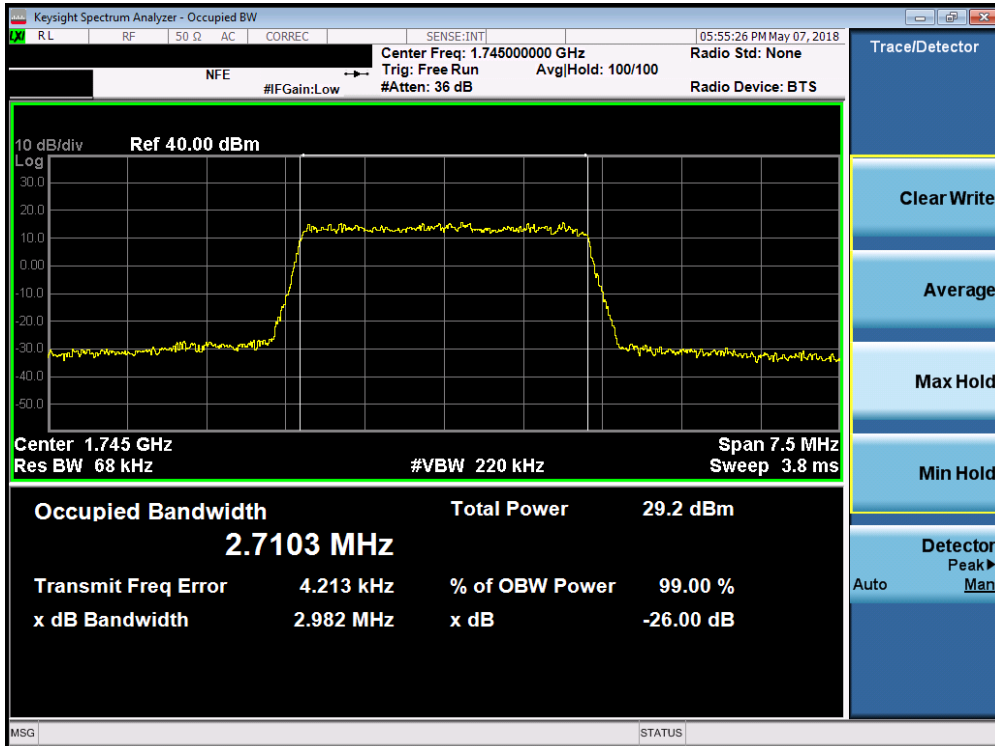 Keysight Spectrum Analyzer - Occupied BW
LXI RL RF 50 Ω AC CORREC SENSE:INT 05:55:26 PM May 07, 2018
Center Freq: 1.745000000 GHz Radio Std: None
NFE Trig: Free Run Avg|Hold: 100/100
#IFGain:Low #Atten: 36 dB Radio Device: BTS
10 dB/div Ref 40.00 dBm
Log
30.0
20.0
10.0
0.00
-10.0
-20.0
-30.0
-40.0
-50.0
Center 1.745 GHz Span 7.5 MHz
Res BW 68 kHz #VBW 220 kHz Sweep 3.8 ms
Occupied Bandwidth Total Power 29.2 dBm
2.7103 MHz
Transmit Freq Error 4.213 kHz % of OBW Power 99.00 %
x dB Bandwidth 2.982 MHz x dB -26.00 dB
MSG STATUS
Trace/Detector
Clear Write
Average
Max Hold
Min Hold
Detector
Peak▶
Auto Man